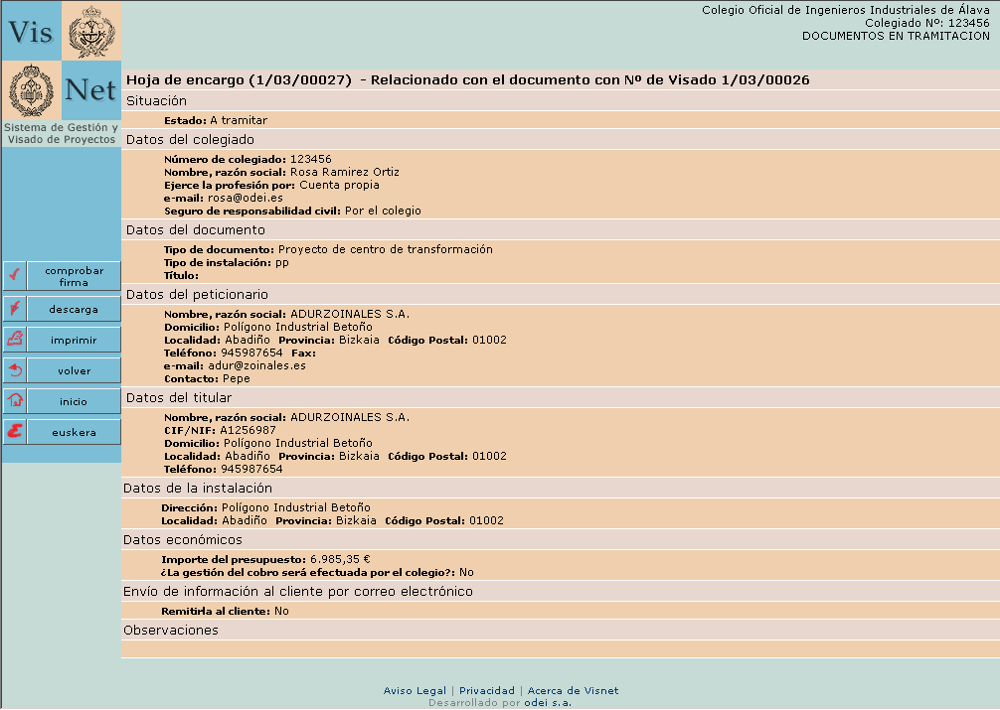 Vis
Net
Sistema de Gestión y
Visado de Proyectos
Colegio Oficial de Ingenieros Industriales de Álava
Colegiado Nº: 123456
DOCUMENTOS EN TRAMITACION
comprobar
firma
descarga
imprimir
volver
inicio
euskera
Hoja de encargo (1/03/00027) - Relacionado con el documento con Nº de Visado 1/03/00026
Situación
Estado: A tramitar
Datos del colegiado
Número de colegiado: 123456
Nombre, razón social: Rosa Ramirez Ortiz
Ejerce la profesión por: Cuenta propia
e-mail: rosa@odei.es
Seguro de responsabilidad civil: Por el colegio
Datos del documento
Tipo de documento: Proyecto de centro de transformación
Tipo de instalación: pp
Título:
Datos del peticionario
Nombre, razón social: ADURZOINALES S.A.
Domicilio: Polígono Industrial Betoño
Localidad: Abadiño Provincia: Bizkaia Código Postal: 01002
Teléfono: 945987654 Fax:
e-mail: adur@zoinales.es
Contacto: Pepe
Datos del titular
Nombre, razón social: ADURZOINALES S.A.
CIF/NIF: A1256987
Domicilio: Polígono Industrial Betoño
Localidad: Abadiño Provincia: Bizkaia Código Postal: 01002
Teléfono: 945987654
Datos de la instalación
Dirección: Polígono Industrial Betoño
Localidad: Abadiño Provincia: Bizkaia Código Postal: 01002
Datos económicos
Importe del presupuesto: 6.985,35 €
¿La gestión del cobro será efectuada por el colegio?: No
Envío de información al cliente por correo electrónico
Remitirla al cliente: No
Observaciones
Aviso Legal | Privacidad | Acerca de Visnet
Desarrollado por odei s.a.